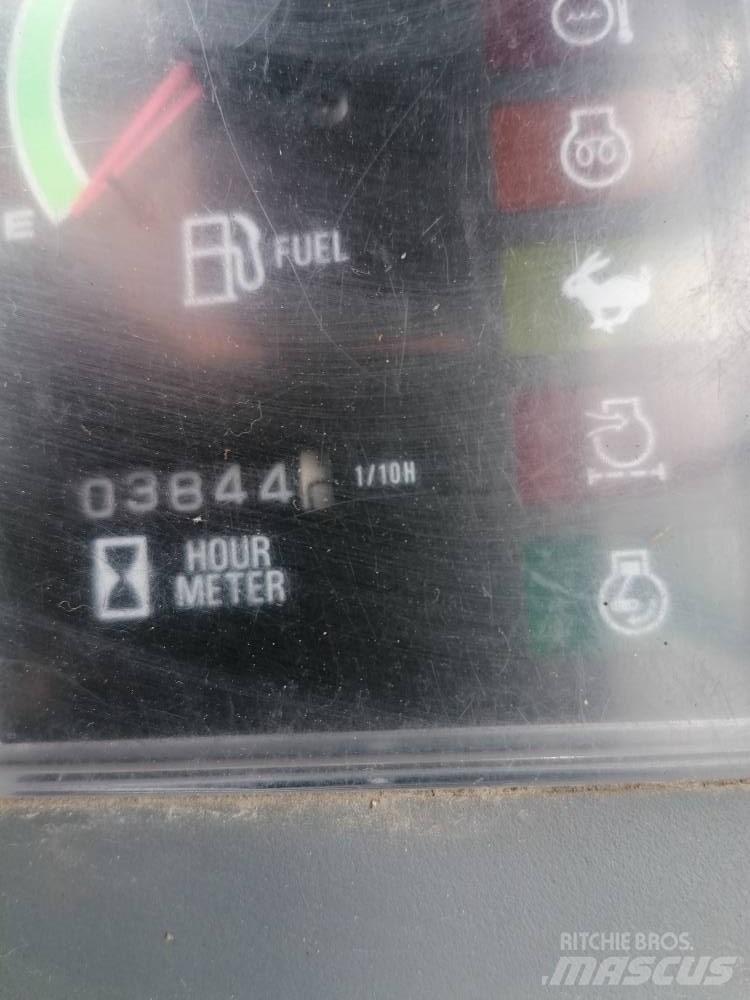 E
FUEL
03844 1/10H
HOUR
METER
RITCHIE BROS.
MASCUS